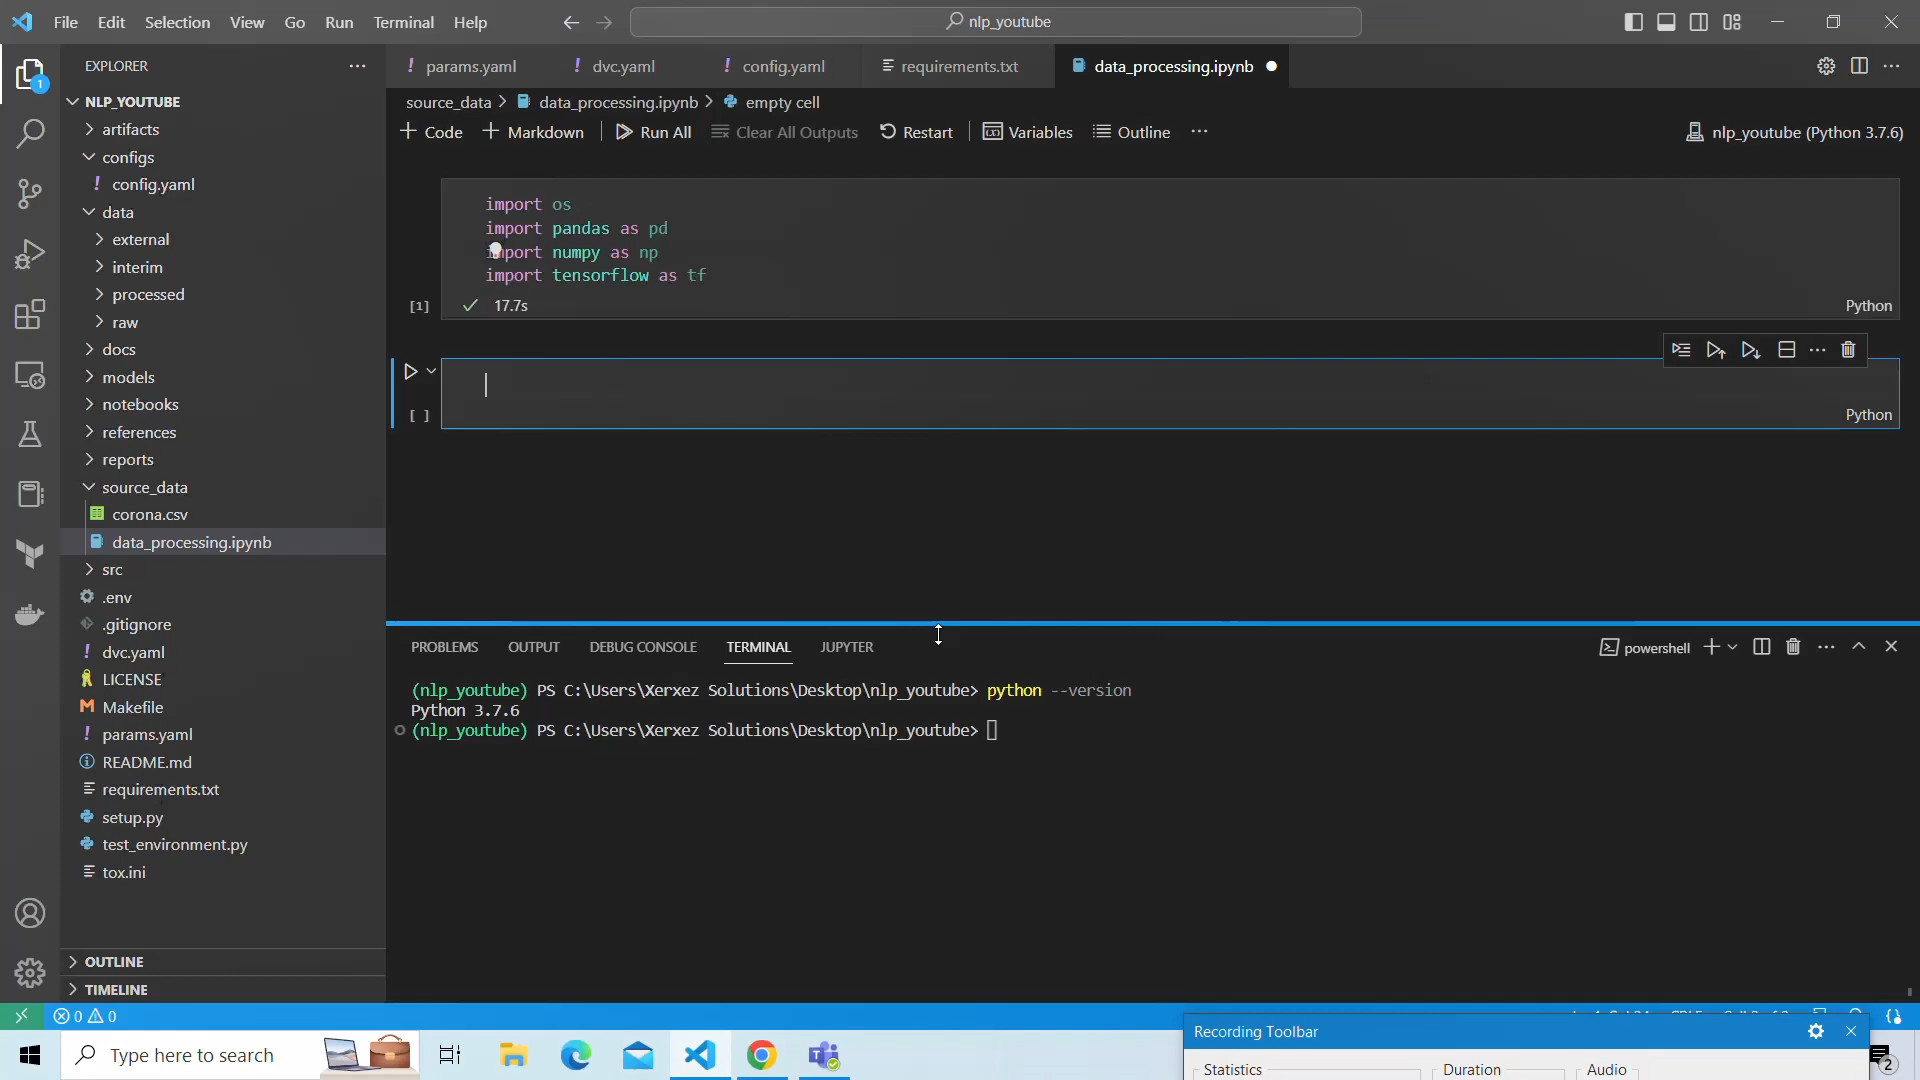 File Edit Selection View Go Run Terminal Help
nlp_youtube
EXPLORER
NLP_YOUTUBE
artifacts
configs
config.yaml
data
external
interim
processed
raw
docs
models
notebooks
references
reports
source_data
corona.csv
data_processing.ipynb
src
.env
.gitignore
dvc.yaml
LICENSE
Makefile
params.yaml
README.md
requirements.txt
setup.py
test_environment.py
tox.ini
OUTLINE
TIMELINE
params.yaml dvc.yaml config.yaml requirements.txt data_processing.ipynb
source_data > data_processing.ipynb > empty cell
Code Markdown Run All Clear All Outputs Restart Variables Outline ... nlp_youtube (Python 3.7.6)
import os
import pandas as pd
import numpy as np
import tensorflow as tf
[1] 17.7s Python
[ ] Python
PROBLEMS OUTPUT DEBUG CONSOLE TERMINAL JUPYTER powershell
(nlp_youtube) PS C:\Users\Xerxez Solutions\Desktop\nlp_youtube> python --version
Python 3.7.6
(nlp_youtube) PS C:\Users\Xerxez Solutions\Desktop\nlp_youtube>
0 0
Recording Toolbar
Statistics Duration Audio
Type here to search
2